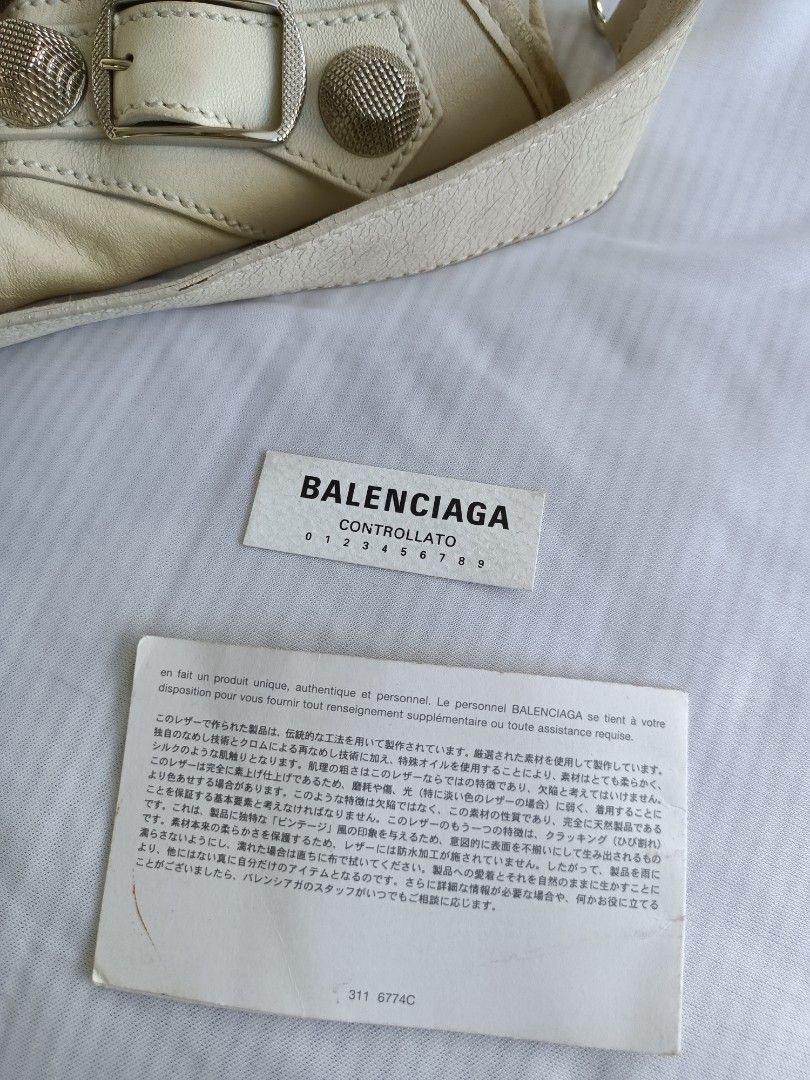 BALENCIAGA
CONTROLLATO
0 1 2 3 4 5 6 7 8 9
en fait un produit unique, authentique et personnel. Le personnel BALENCIAGA se tient à votre
disposition pour vous fournir tout renseignement supplémentaire ou toute assistance requise.
このレザーで作られた製品は、伝統的な工法を用いて製作されています。厳選された素材を使用して製作しています。
独自のなめし技術とクロムによる再なめし技術に加え、特殊オイルを使用することにより、素材はとても柔らかく、
シルクのような肌触りとなります。肌理の粗さはこのレザーならではの特徴であり、欠陥と考えてはいけません。
このレザーは完全に素上げ仕上げであるため、磨耗や傷、光（特に淡い色のレザーの場合）に弱く、着用することに
より色あせする場合があります。このような特徴は欠陥ではなく、この素材の性質であり、完全に天然製品である
ことを保証する基本要素と考えなければなりません。このレザーのもう一つの特徴は、クラッキング（ひび割れ）
です。これは、製品に独特な「ビンテージ」風の印象を与えるため、意図的に表面を不揃いにして生み出されるもの
です。素材本来の柔らかさを保護するため、レザーには防水加工が施されていません。したがって、製品を雨に
濡らさないようにし、濡れた場合は直ちに布で拭いてください。製品への愛着とそれを自然のままに生かすことに
より、他にはない真に自分だけのアイテムとなるのです。さらに詳細な情報が必要な場合や、何かお役に立てる
ことがございましたら、バレンシアガのスタッフがいつでもご相談に応じます。
311 6774C